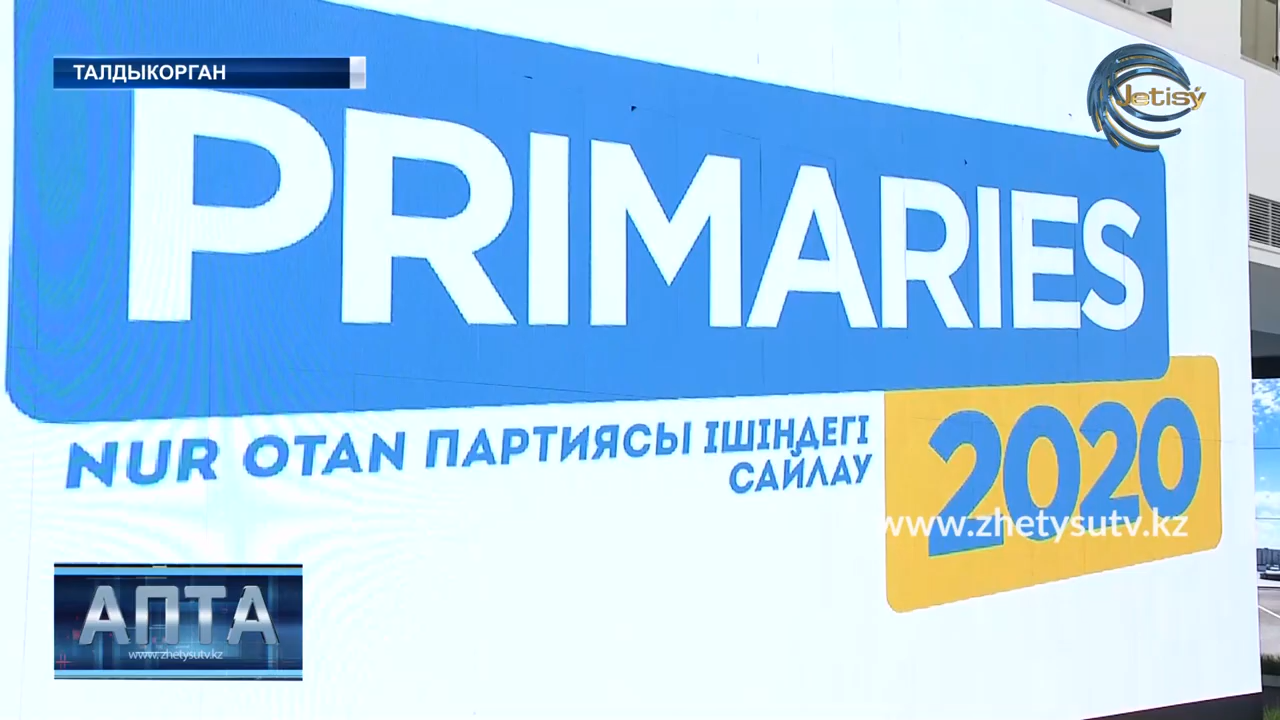 ТАЛДЫКОРГАН
Jetisý
PRIMARIES
NUR OTAN ПАРТИЯСЫ ІШІНДЕГІ
САЙЛАУ
2020
www.zhetysutv.kz
АПТА
www.zhetysutv.kz